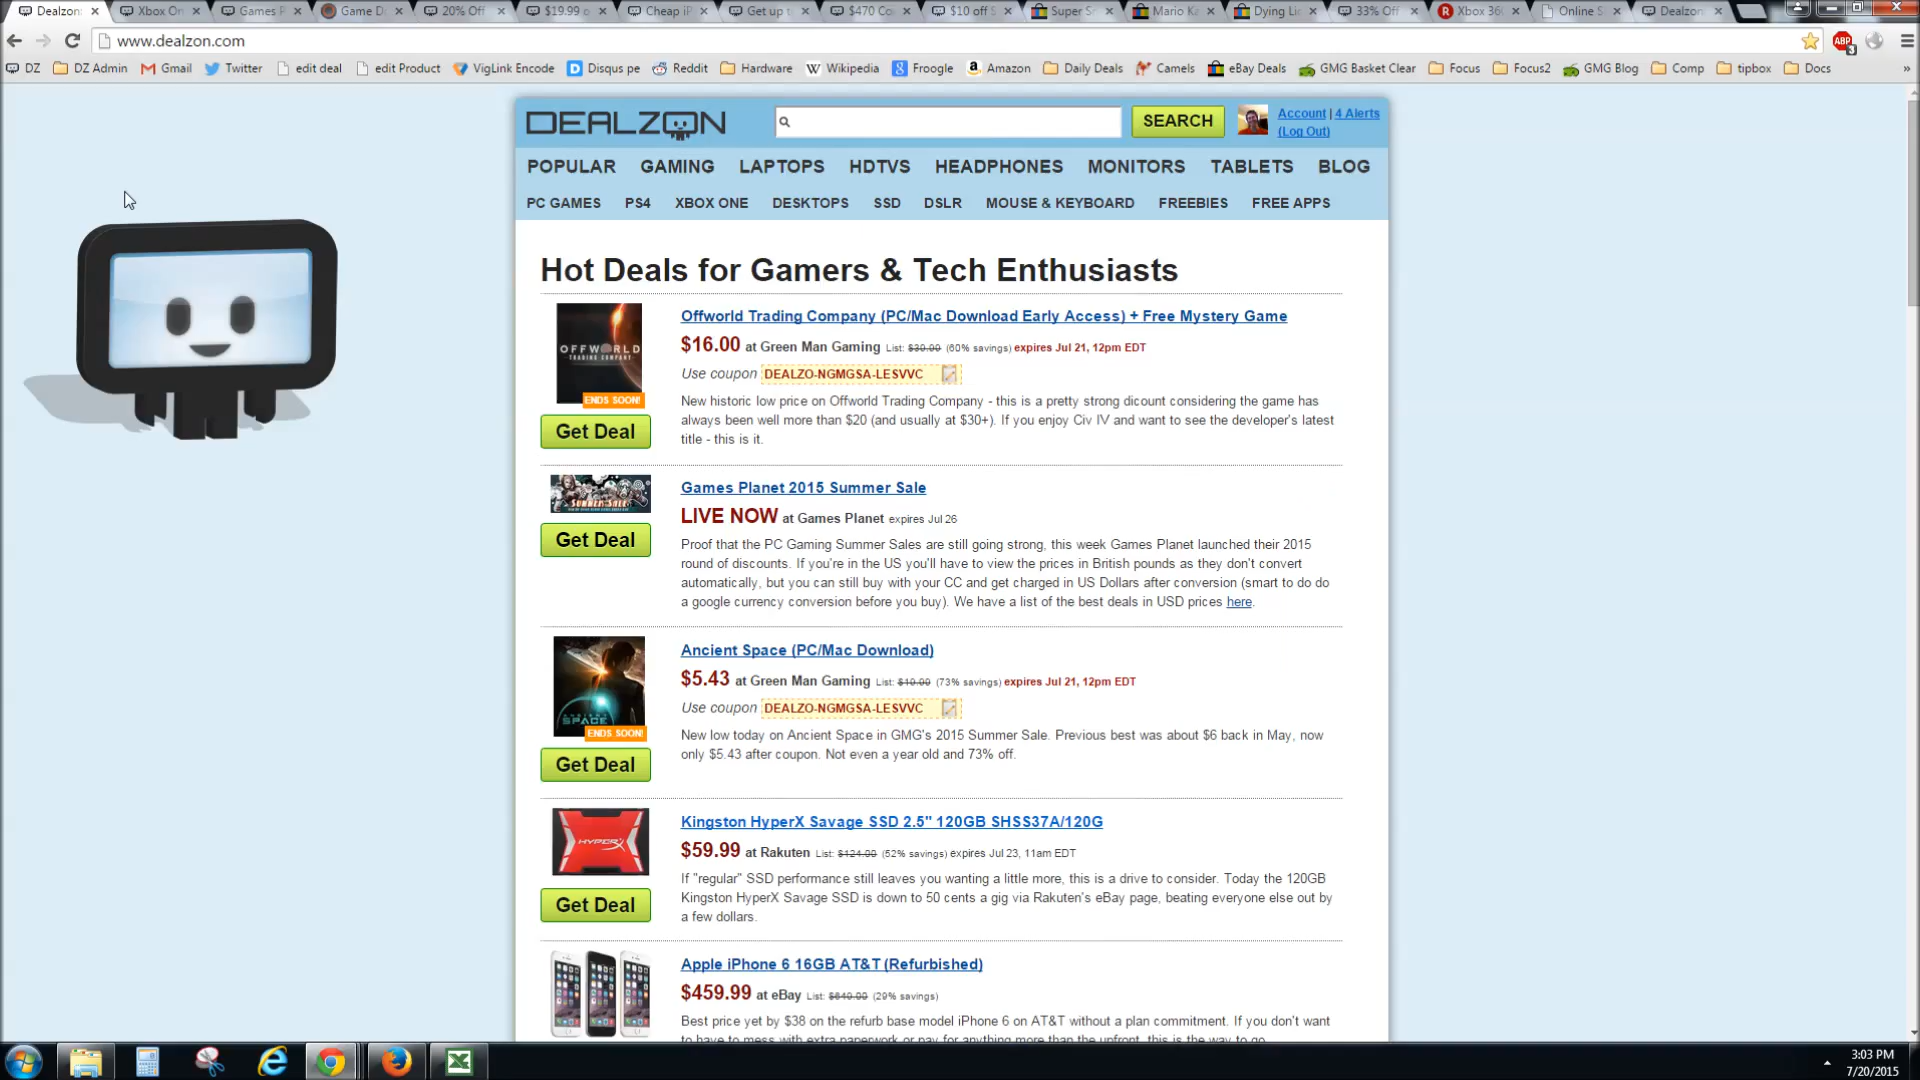 Dealzon:
Xbox On
Games P
Game D
20% Off
$19.99 o
Cheap iP
Get up t
$470 Co
$10 off S
Super Sr
Mario Ka
Dying Li
33% Off
Xbox 36
Online S
Dealzon
www.dealzon.com
ABP
3
DZ
DZ Admin
Gmail
Twitter
edit deal
edit Product
VigLink Encode
Disqus pe
Reddit
Hardware
Wikipedia
Froogle
Amazon
Daily Deals
Camels
eBay Deals
GMG Basket Clear
Focus
Focus2
GMG Blog
Comp
tipbox
Docs
»
DEALZON
SEARCH
Account | 4 Alerts
(Log Out)
POPULAR GAMING LAPTOPS HDTVS HEADPHONES MONITORS TABLETS BLOG
PC GAMES PS4 XBOX ONE DESKTOPS SSD DSLR MOUSE & KEYBOARD FREEBIES FREE APPS
Hot Deals for Gamers & Tech Enthusiasts
OFFWORLD
TRADING COMPANY
ENDS SOON!
Get Deal
Offworld Trading Company (PC/Mac Download Early Access) + Free Mystery Game
$16.00 at Green Man Gaming List: $39.99 (60% savings) expires Jul 21, 12pm EDT
Use coupon DEALZO-NGMGSA-LESVVC
New historic low price on Offworld Trading Company - this is a pretty strong dicount considering the game has
always been well more than $20 (and usually at $30+). If you enjoy Civ IV and want to see the developer's latest
title - this is it.
SUMMER SALE
Get Deal
Games Planet 2015 Summer Sale
LIVE NOW at Games Planet expires Jul 26
Proof that the PC Gaming Summer Sales are still going strong, this week Games Planet launched their 2015
round of discounts. If you're in the US you'll have to view the prices in British pounds as they don't convert
automatically, but you can still buy with your CC and get charged in US Dollars after conversion (smart to do do
a google currency conversion before you buy). We have a list of the best deals in USD prices here.
ANCIENT
SPACE
ENDS SOON!
Get Deal
Ancient Space (PC/Mac Download)
$5.43 at Green Man Gaming List: $19.99 (73% savings) expires Jul 21, 12pm EDT
Use coupon DEALZO-NGMGSA-LESVVC
New low today on Ancient Space in GMG's 2015 Summer Sale. Previous best was about $6 back in May, now
only $5.43 after coupon. Not even a year old and 73% off.
HYPERX
Get Deal
Kingston HyperX Savage SSD 2.5" 120GB SHSS37A/120G
$59.99 at Rakuten List: $124.00 (52% savings) expires Jul 23, 11am EDT
If "regular" SSD performance still leaves you wanting a little more, this is a drive to consider. Today the 120GB
Kingston HyperX Savage SSD is down to 50 cents a gig via Rakuten's eBay page, beating everyone else out by
a few dollars.
Apple iPhone 6 16GB AT&T (Refurbished)
$459.99 at eBay List: $649.00 (29% savings)
Best price yet by $38 on the refurb base model iPhone 6 on AT&T without a plan commitment. If you don't want
to have to mess with extra paperwork or pay for anything more than the upfront, this is the way to go.
3:03 PM
7/20/2015